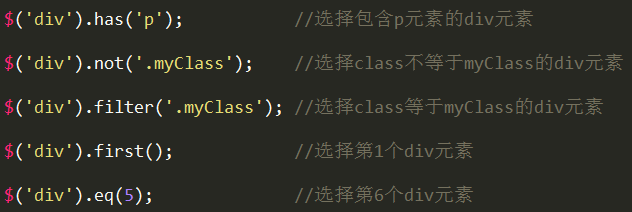 $('div').has('p');              //选择包含p元素的div元素
$('div').not('.myClass');    //选择class不等于myClass的div元素
$('div').filter('.myClass'); //选择class等于myClass的div元素
$('div').first();            //选择第1个div元素
$('div').eq(5);              //选择第6个div元素